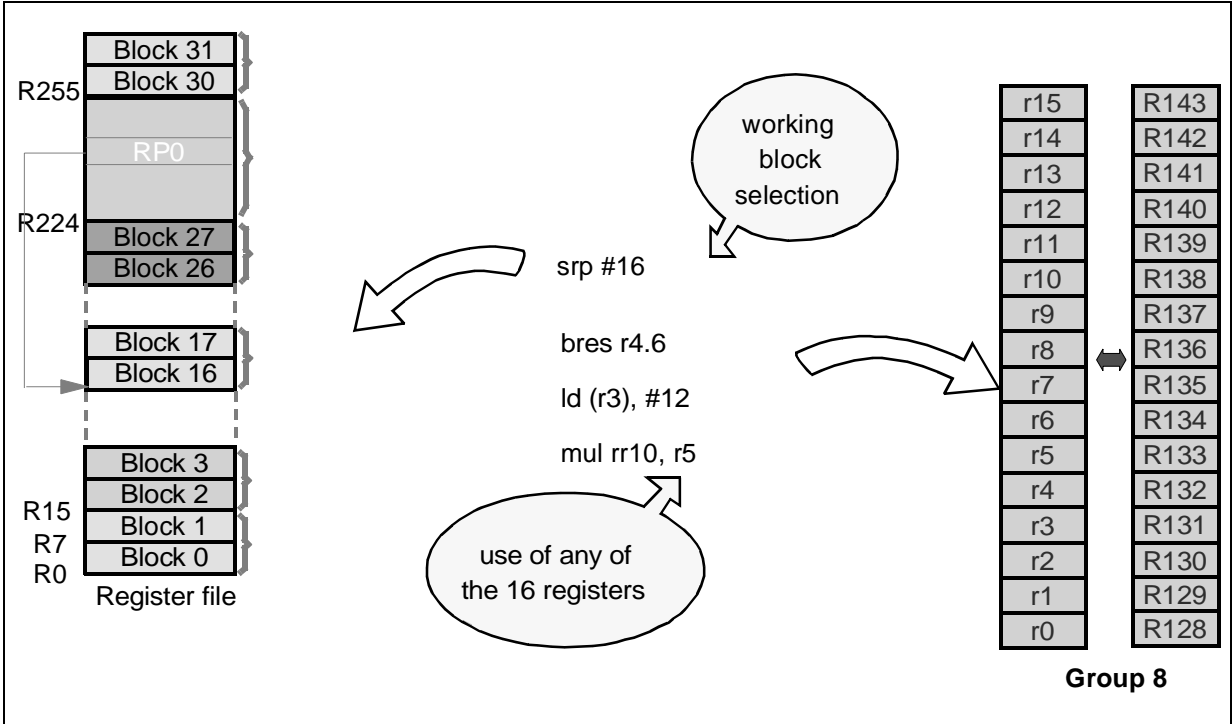 Block 31
Block 30
R255
RP0
R224
Block 27
Block 26
Block 17
Block 16
Block 3
Block 2
R15
Block 1
R7
Block 0
R0
Register file
working
block
selection
srp #16
bres r4.6
ld (r3), #12
mul rr10, r5
use of any of
the 16 registers
r15 R143
r14 R142
r13 R141
r12 R140
r11 R139
r10 R138
r9 R137
r8 R136
r7 R135
r6 R134
r5 R133
r4 R132
r3 R131
r2 R130
r1 R129
r0 R128
Group 8